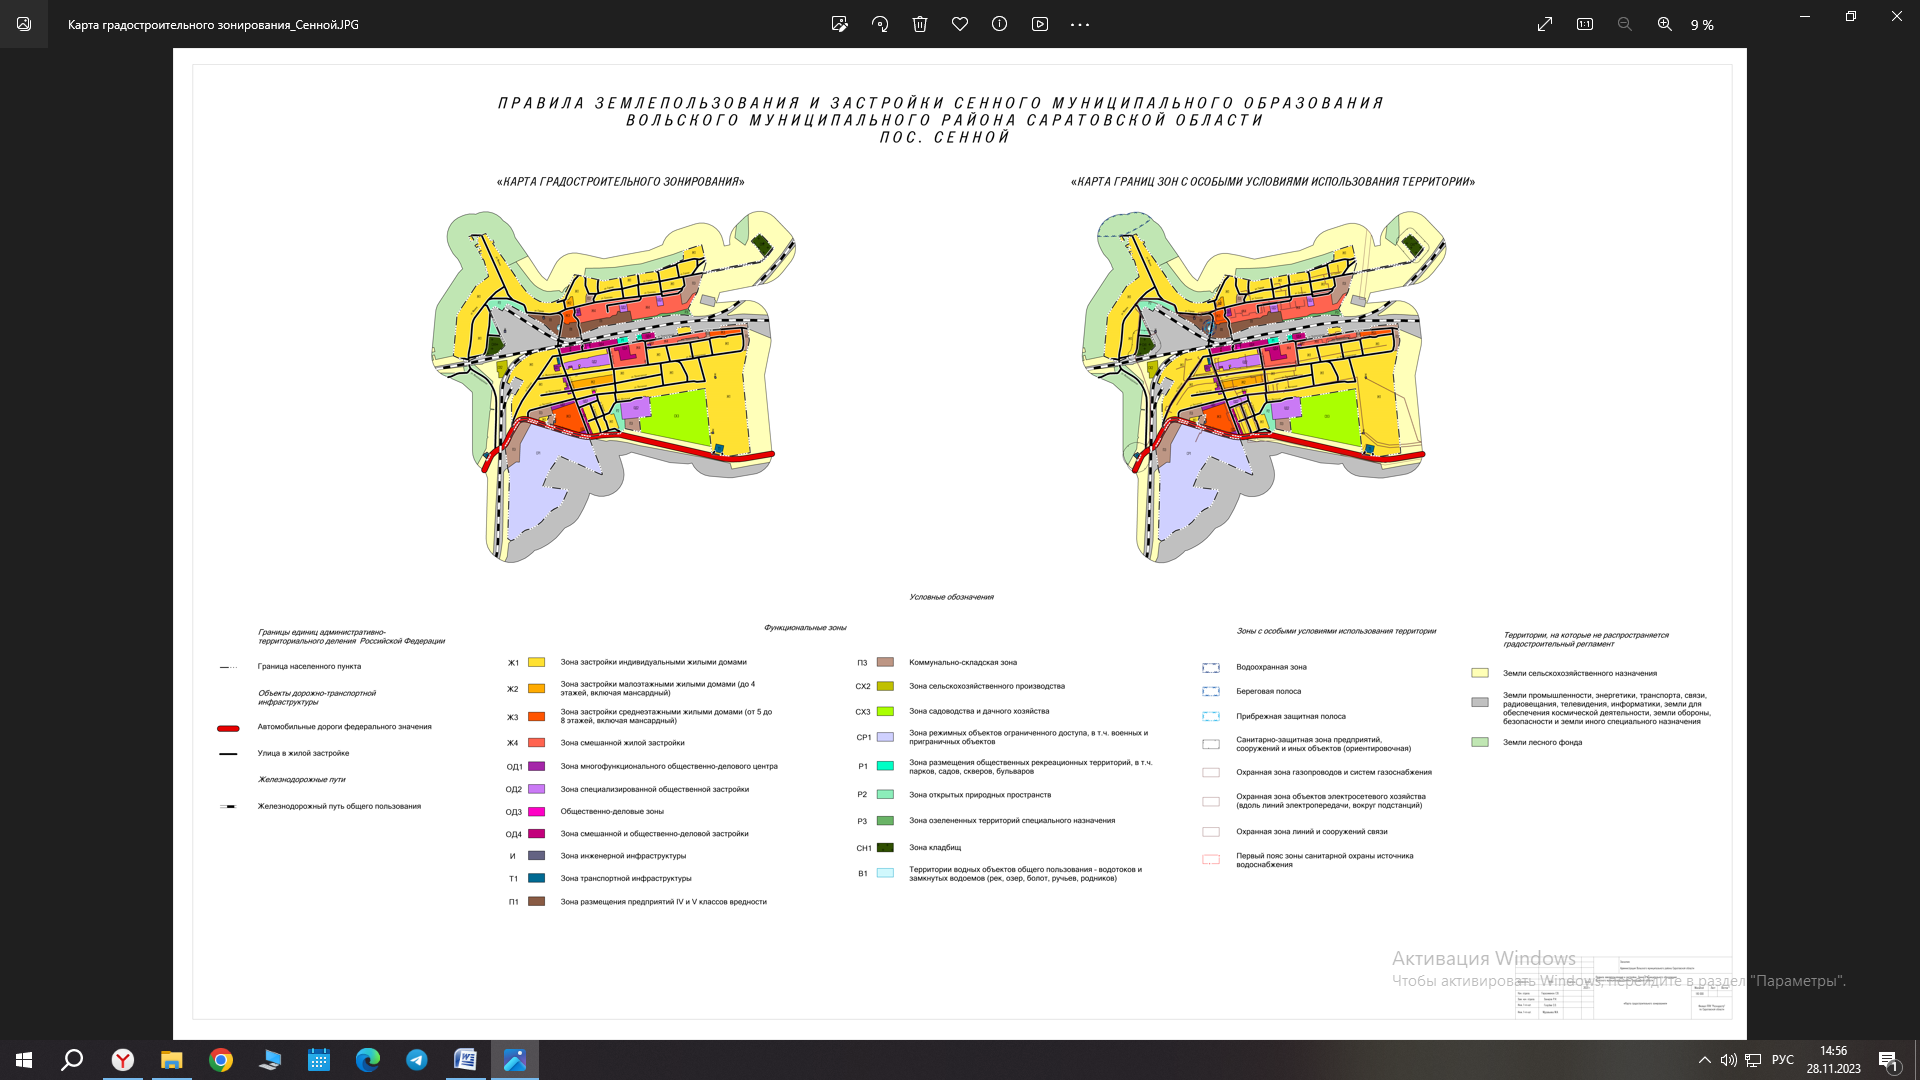 Карта градостроительного зонирования_Сенной.JPG
9 %
ПРАВИЛА ЗЕМЛЕПОЛЬЗОВАНИЯ И ЗАСТРОЙКИ СЕННОГО МУНИЦИПАЛЬНОГО ОБРАЗОВАНИЯ
ВОЛЬСКОГО МУНИЦИПАЛЬНОГО РАЙОНА САРАТОВСКОЙ ОБЛАСТИ
ПОС. СЕННОЙ
«КАРТА ГРАДОСТРОИТЕЛЬНОГО ЗОНИРОВАНИЯ»
«КАРТА ГРАНИЦ ЗОН С ОСОБЫМИ УСЛОВИЯМИ ИСПОЛЬЗОВАНИЯ ТЕРРИТОРИИ»
Условные обозначения
Границы единиц административно-
территориального деления Российской Федерации
Граница населенного пункта
Объекты дорожно-транспортной
инфраструктуры
Автомобильные дороги федерального значения
Улица в жилой застройке
Железнодорожные пути
Железнодорожный путь общего пользования
Функциональные зоны
Ж1 Зона застройки индивидуальными жилыми домами
Ж2 Зона застройки малоэтажными жилыми домами (до 4
этажей, включая мансардный)
Ж3 Зона застройки среднеэтажными жилыми домами (от 5 до
8 этажей, включая мансардный)
Ж4 Зона смешанной жилой застройки
ОД1 Зона многофункционального общественно-делового центра
ОД2 Зона специализированной общественной застройки
ОД3 Общественно-деловые зоны
ОД4 Зона смешанной и общественно-деловой застройки
И Зона инженерной инфраструктуры
Т1 Зона транспортной инфраструктуры
П1 Зона размещения предприятий IV и V классов вредности
П3 Коммунально-складская зона
СХ2 Зона сельскохозяйственного производства
СХ3 Зона садоводства и дачного хозяйства
СР1 Зона режимных объектов ограниченного доступа, в т.ч. военных и
приграничных объектов
Р1 Зона размещения общественных рекреационных территорий, в т.ч.
парков, садов, скверов, бульваров
Р2 Зона открытых природных пространств
Р3 Зона озелененных территорий специального назначения
СН1 Зона кладбищ
В1 Территории водных объектов общего пользования - водотоков и
замкнутых водоемов (рек, озер, болот, ручьев, родников)
Зоны с особыми условиями использования территории
Водоохранная зона
Береговая полоса
Прибрежная защитная полоса
Санитарно-защитная зона предприятий,
сооружений и иных объектов (ориентировочная)
Охранная зона газопроводов и систем газоснабжения
Охранная зона объектов электросетевого хозяйства
(вдоль линий электропередачи, вокруг подстанций)
Охранная зона линий и сооружений связи
Первый пояс зоны санитарной охраны источника
водоснабжения
Территории, на которые не распространяется
градостроительный регламент
Земли сельскохозяйственного назначения
Земли промышленности, энергетики, транспорта, связи,
радиовещания, телевидения, информатики, земли для
обеспечения космической деятельности, земли обороны,
безопасности и земли иного специального назначения
Земли лесного фонда
Активация Windows
Чтобы активировать Windows, перейдите в раздел "Параметры".
РУС
14:56
28.11.2023
1